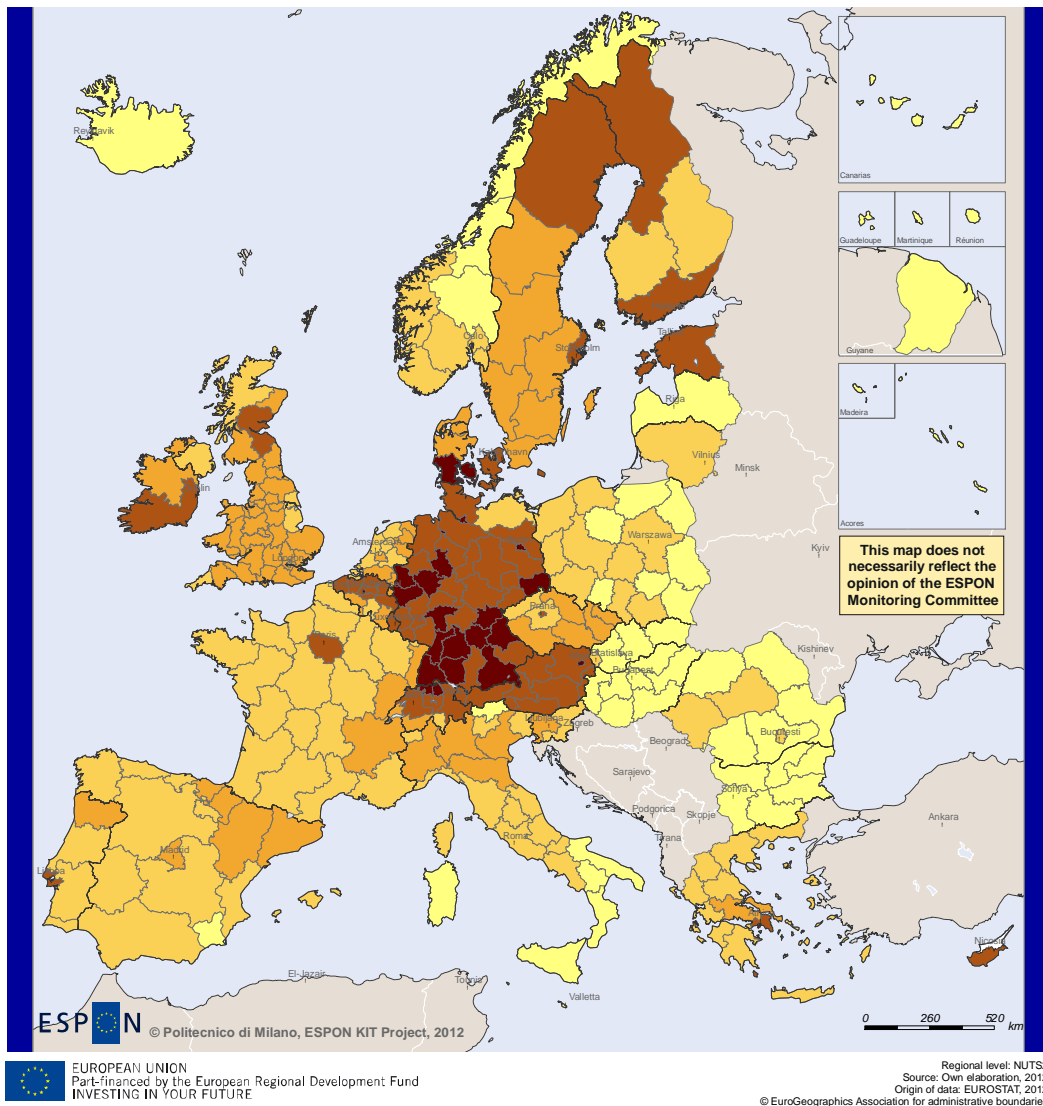 Reykjavik
Canarias
Guadeloupe
Martinique
Réunion
Guyane
Madeira
Acores
Oslo
Stockholm
Riga
Vilnius
Minsk
København
Amsterdam
London
Warszawa
Kyiv
This map does not
necessarily reflect the
opinion of the ESPON
Monitoring Committee
Paris
Praha
Kishinev
Bratislava
Budapest
Ljubljana
Zagreb
Bucuresti
Beograd
Sarajevo
Sofiya
Podgorica
Skopje
Ankara
Roma
Tirana
Madrid
Lisboa
Nicosia
El-Jazair
Tounis
Valletta
ESPON
© Politecnico di Milano, ESPON KIT Project, 2012
0 260 520
km
EUROPEAN UNION
Part-financed by the European Regional Development Fund
INVESTING IN YOUR FUTURE
Regional level: NUTS
Source: Own elaboration, 201
Origin of data: EUROSTAT, 201
© EuroGeographics Association for administrative boundarie